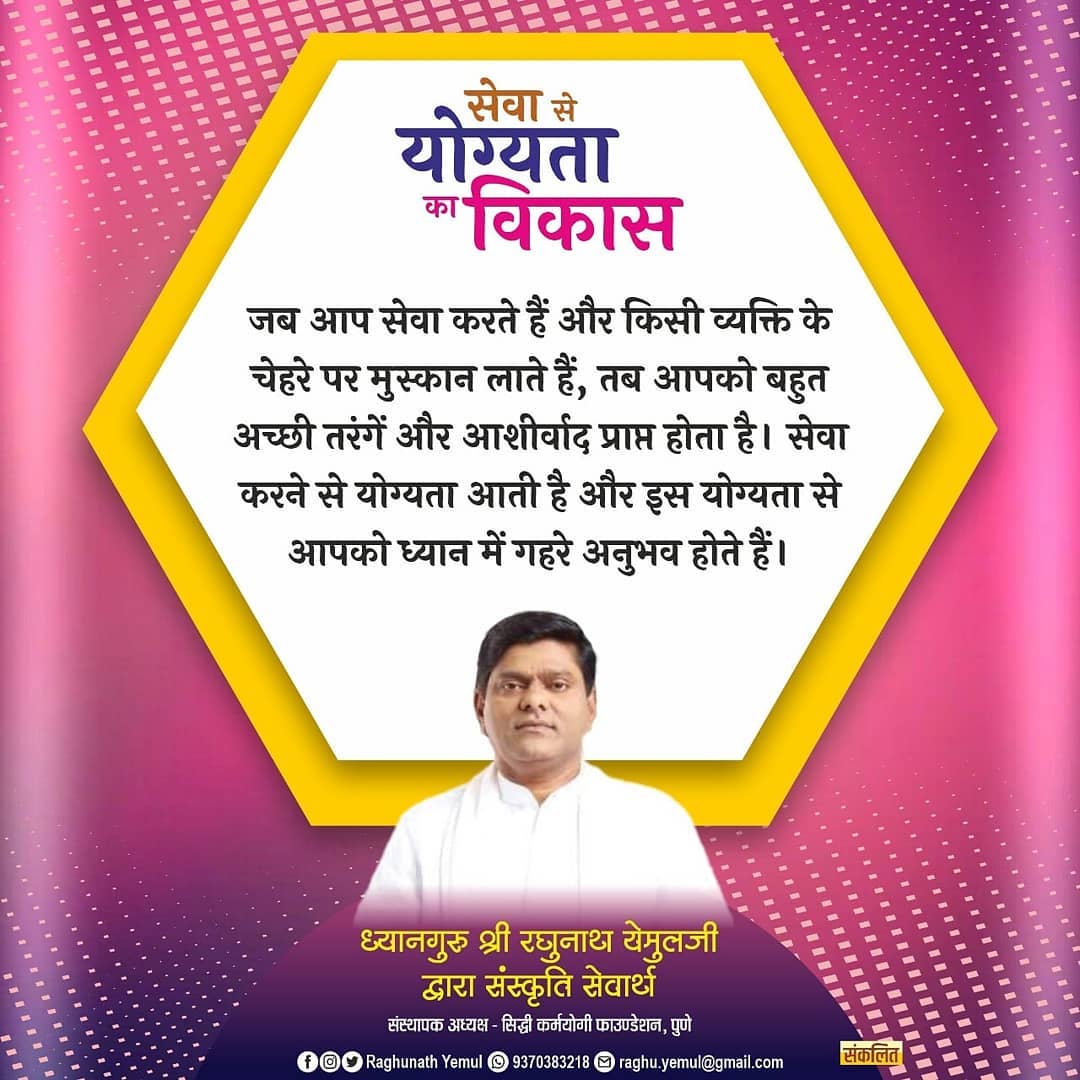 सेवा से
योग्यता
का विकास
जब आप सेवा करते हैं और किसी व्यक्ति के
चेहरे पर मुस्कान लाते हैं, तब आपको बहुत
अच्छी तरंगें और आशीर्वाद प्राप्त होता है। सेवा
करने से योग्यता आती है और इस योग्यता से
आपको ध्यान में गहरे अनुभव होते हैं।
ध्यानगुरु श्री रघुनाथ येमुलजी
द्वारा संस्कृति सेवार्थ
संस्थापक अध्यक्ष - सिद्धी कर्मयोगी फाउण्डेशन, पुणे
Raghunath Yemul 9370383218 raghu.yemul@gmail.com
संकलित